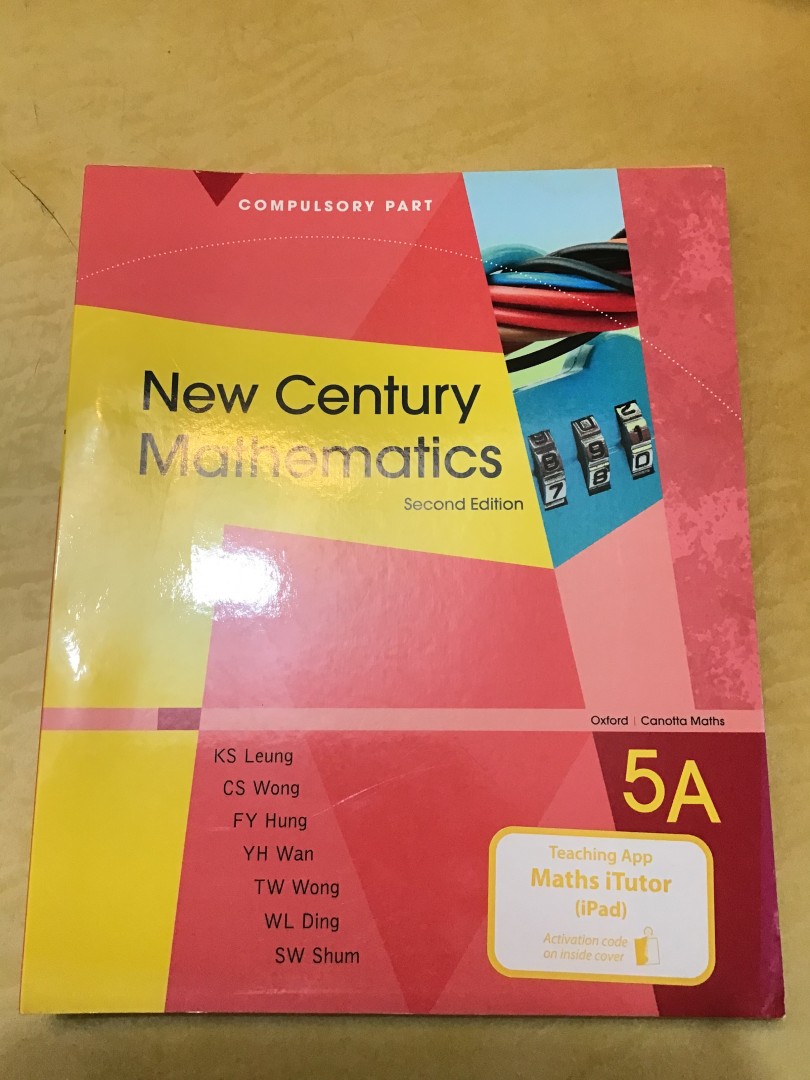 COMPULSORY PART
New Century
Mathematics
Second Edition
Oxford | Canotta Maths
KS Leung
CS Wong
FY Hung
YH Wan
TW Wong
WL Ding
SW Shum
5A
Teaching App
Maths iTutor
(iPad)
Activation code
on inside cover